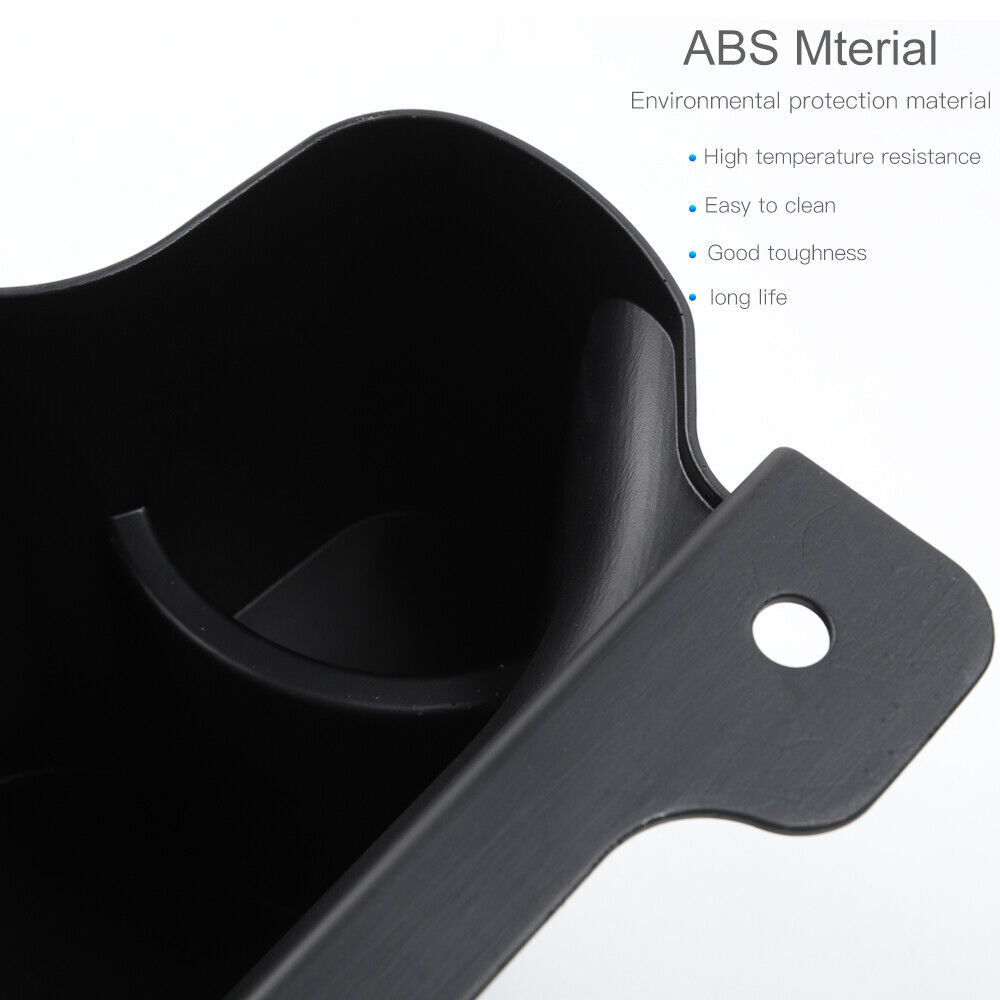 ABS Mterial
Environmental protection material
High temperature resistance
Easy to clean
Good toughness
long life